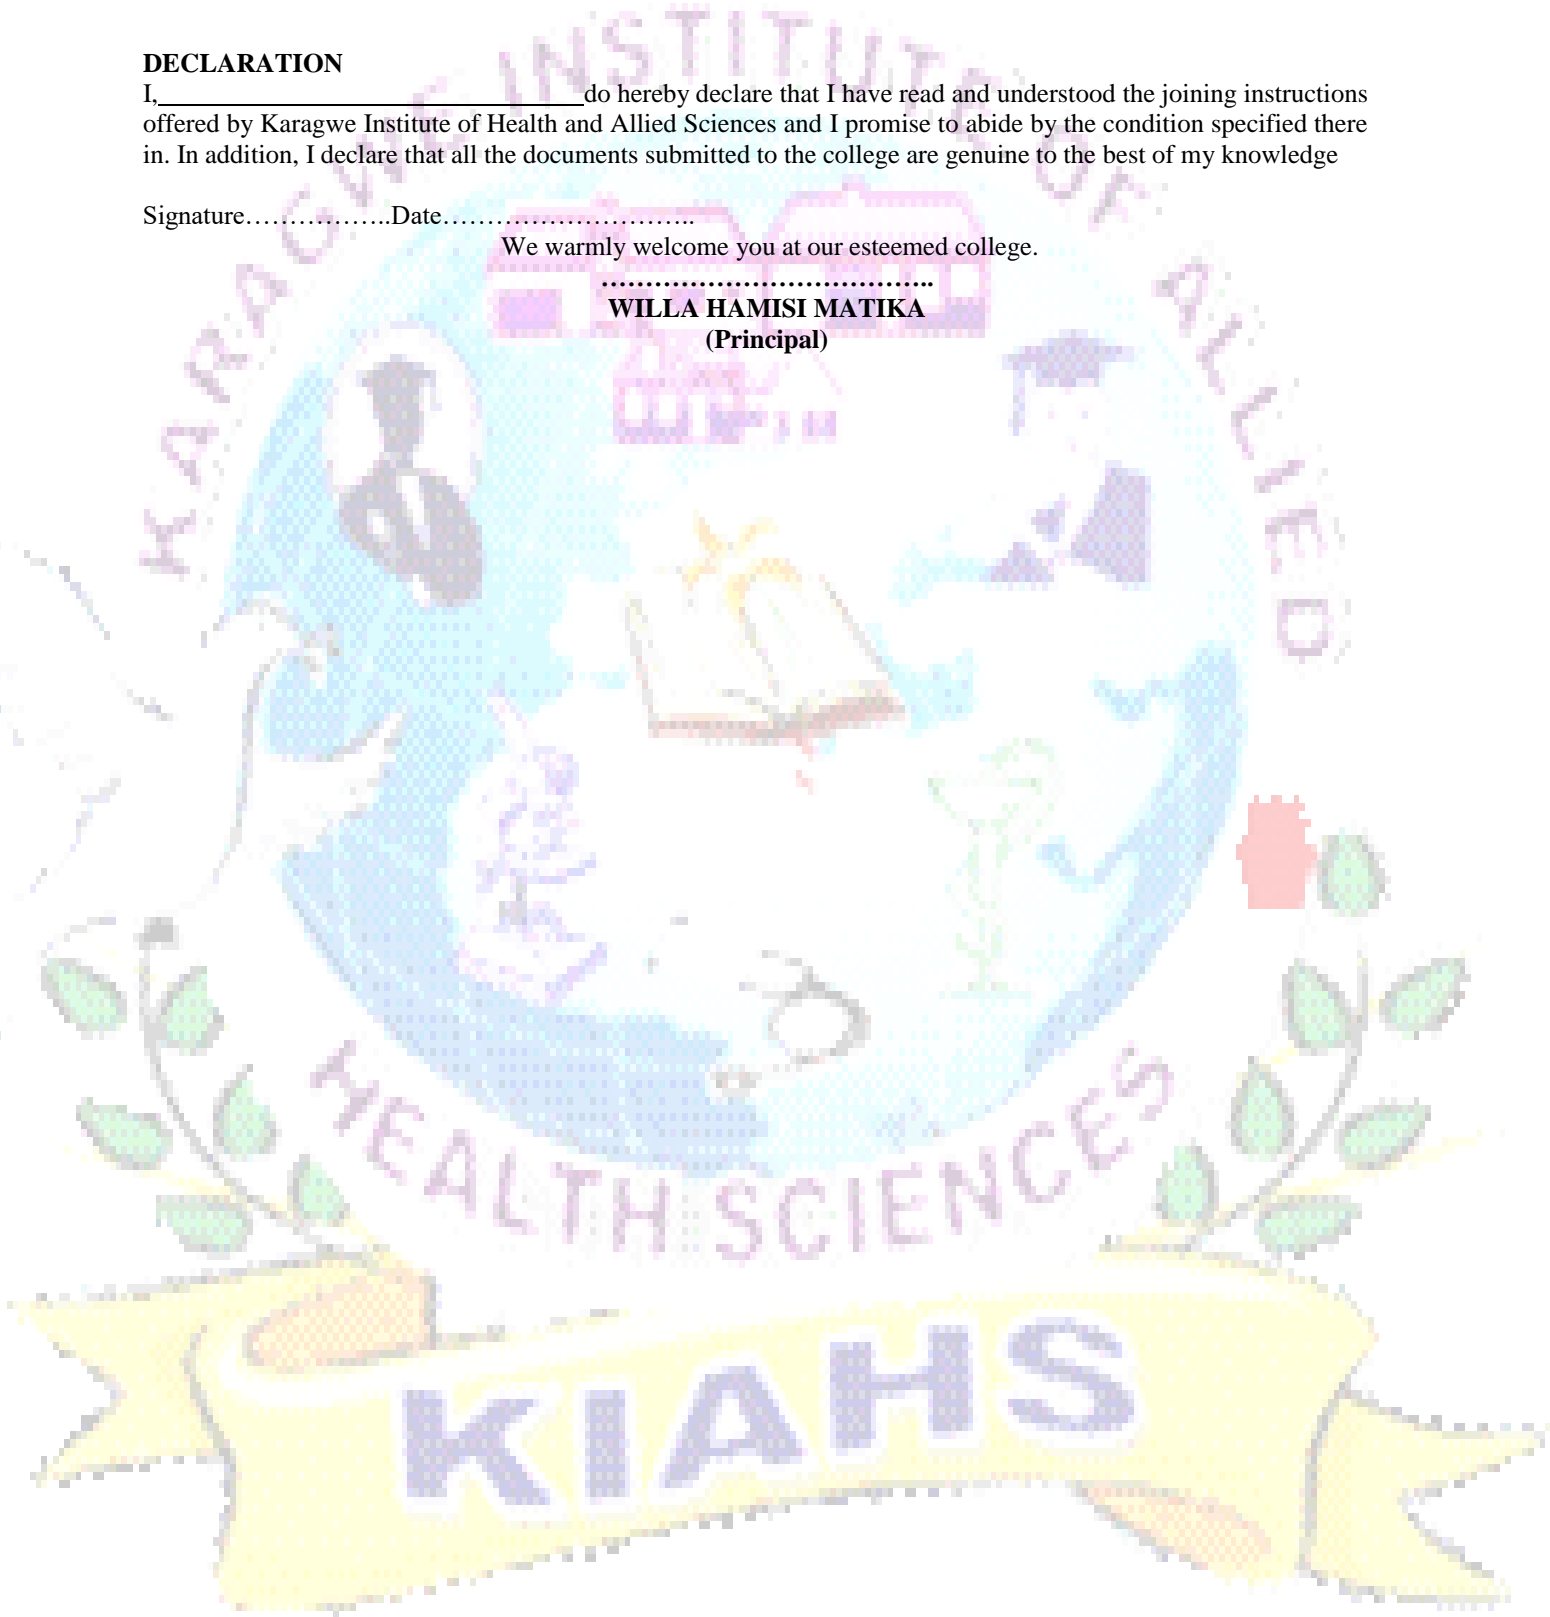 DECLARATION
I,________________________________do hereby declare that I have read and understood the joining instructions
offered by Karagwe Institute of Health and Allied Sciences and I promise to abide by the condition specified there
in. In addition, I declare that all the documents submitted to the college are genuine to the best of my knowledge
Signature……………..Date………………………..
We warmly welcome you at our esteemed college.
………………………………..
WILLA HAMISI MATIKA
(Principal)
KARAGWE INSTITUTE OF ALLIED
HEALTH SCIENCES
KIAHS